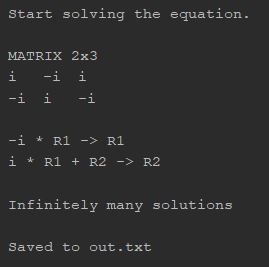 Start solving the equation.
MATRIX 2x3
i -i i
-i i -i
-i * R1 -> R1
i * R1 + R2 -> R2
Infinitely many solutions
Saved to out.txt